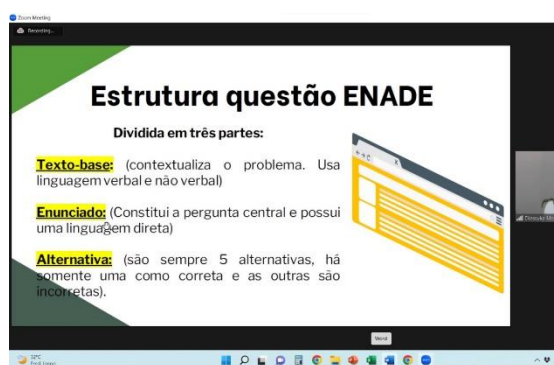 Zoom Meeting
Recording...
Estrutura questão ENADE
Dividida em três partes:
Texto-base: (contextualiza o problema. Usa
linguagem verbal e não verbal)
Enunciado: (Constitui a pergunta central e possui
uma linguagem direta)
Alternativa: (são sempre 5 alternativas, há
somente uma como correta e as outras são
incorretas).
32°C